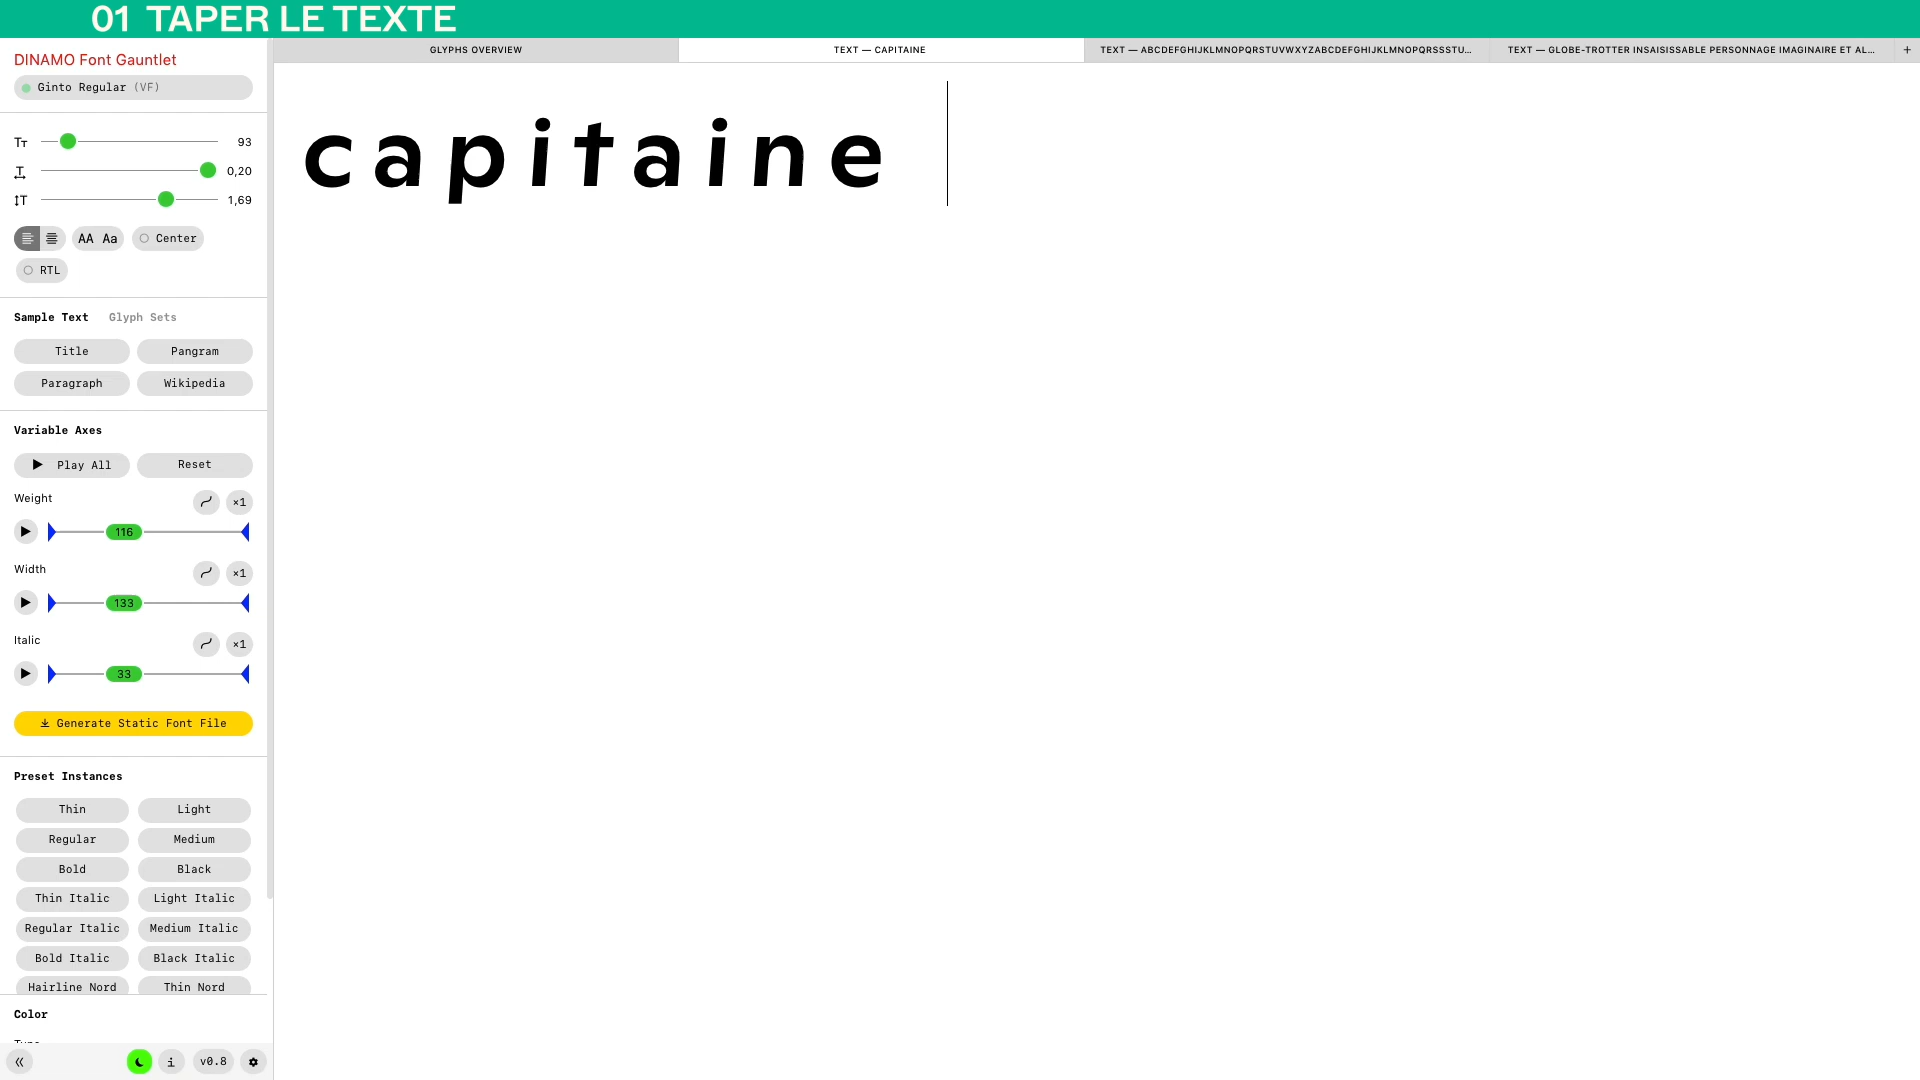 01 TAPER LE TEXTE
DINAMO Font Gauntlet
Ginto Regular (VF)
93
0,20
1,69
AA Aa
Center
RTL
Sample Text Glyph Sets
Title Pangram
Paragraph Wikipedia
Variable Axes
Play All Reset
Weight ×1
116
Width ×1
133
Italic ×1
33
Generate Static Font File
Preset Instances
Thin Light
Regular Medium
Bold Black
Thin Italic Light Italic
Regular Italic Medium Italic
Bold Italic Black Italic
Hairline Nord Thin Nord
Color
i v0.8
GLYPHS OVERVIEW TEXT — CAPITAINE TEXT — ABCDEFGHIJKLMNOPQRSTUVWXYZABCDEFGHIJKLMNOPQRSSSTU... TEXT — GLOBE-TROTTER INSAISISSABLE PERSONNAGE IMAGINAIRE ET AL... +
capitaine